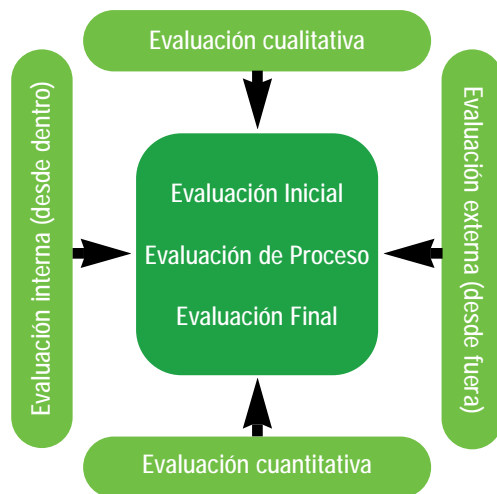 Evaluación cualitativa
Evaluación interna (desde dentro)
Evaluación Inicial
Evaluación de Proceso
Evaluación Final
Evaluación externa (desde fuera)
Evaluación cuantitativa